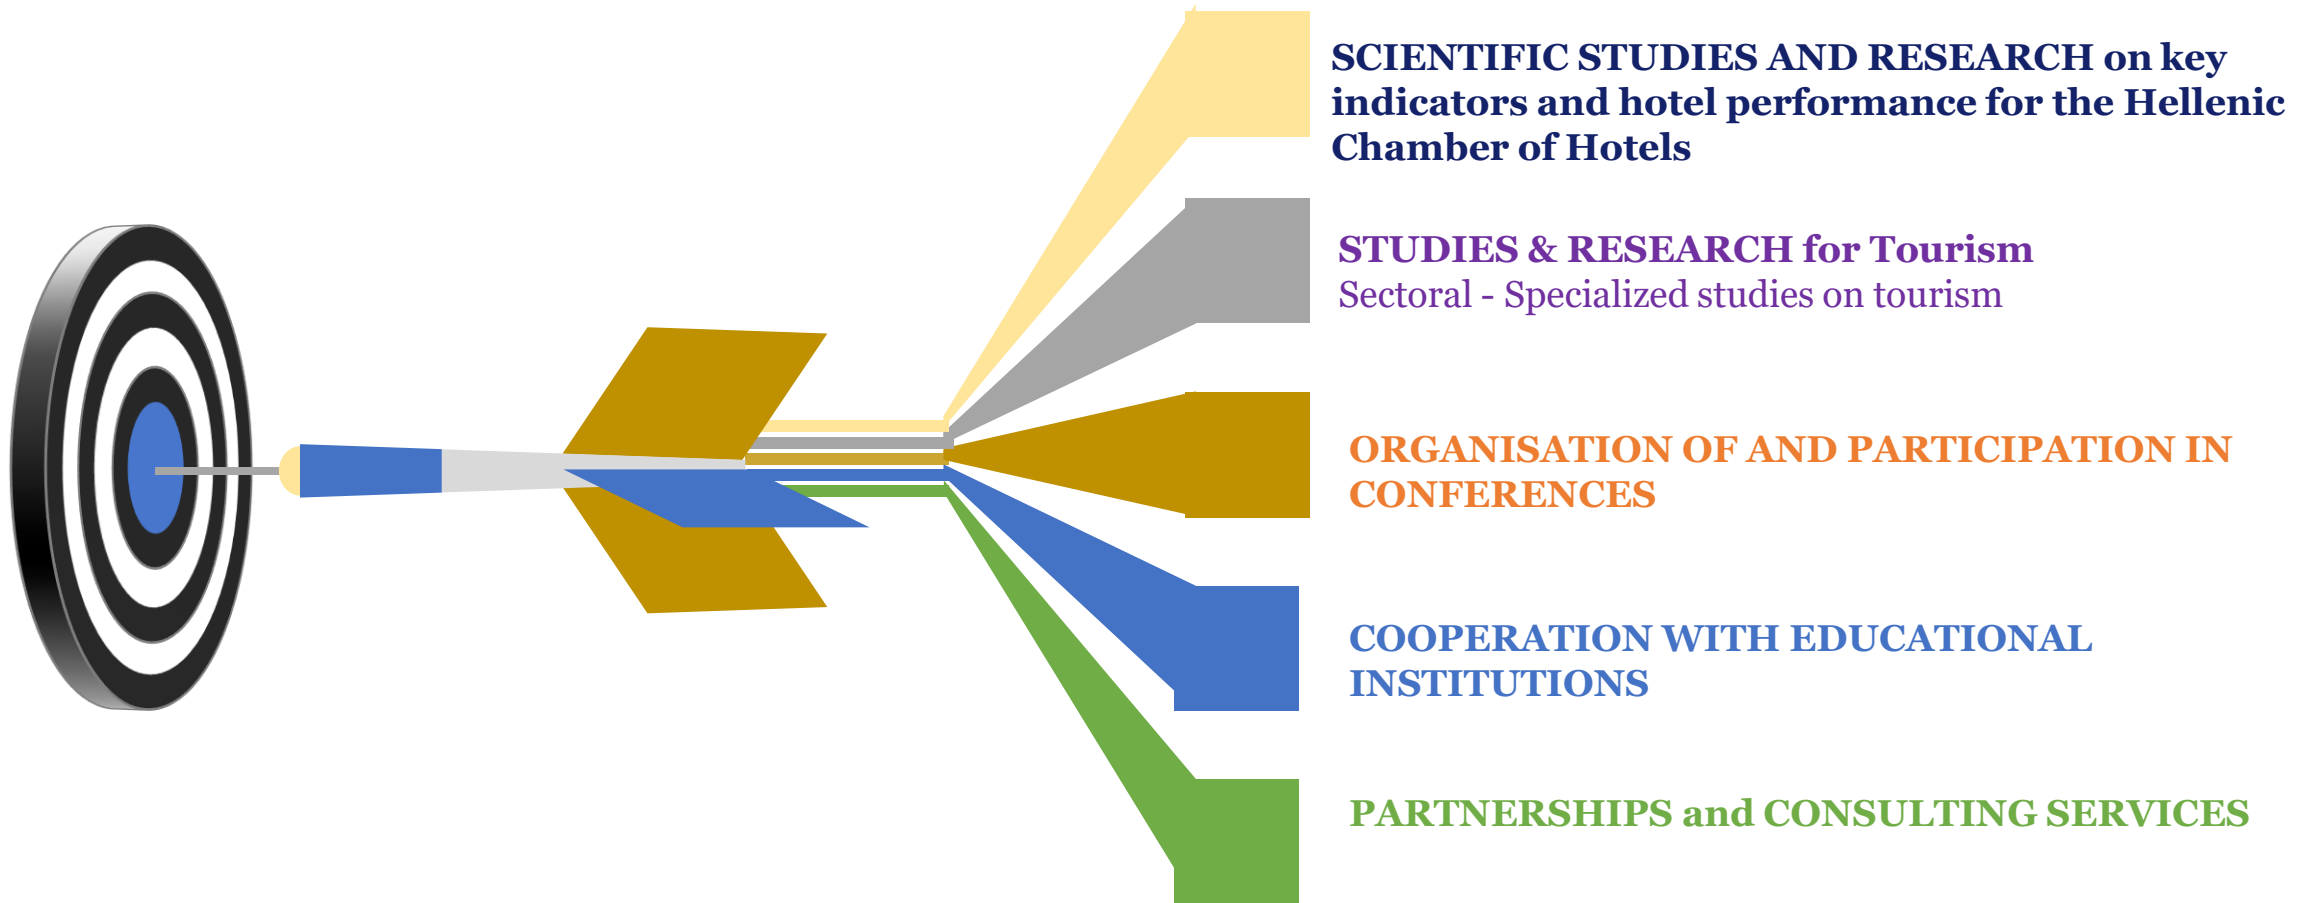 SCIENTIFIC STUDIES AND RESEARCH on key
indicators and hotel performance for the Hellenic
Chamber of Hotels
STUDIES & RESEARCH for Tourism
Sectoral - Specialized studies on tourism
ORGANISATION OF AND PARTICIPATION IN
CONFERENCES
COOPERATION WITH EDUCATIONAL
INSTITUTIONS
PARTNERSHIPS and CONSULTING SERVICES